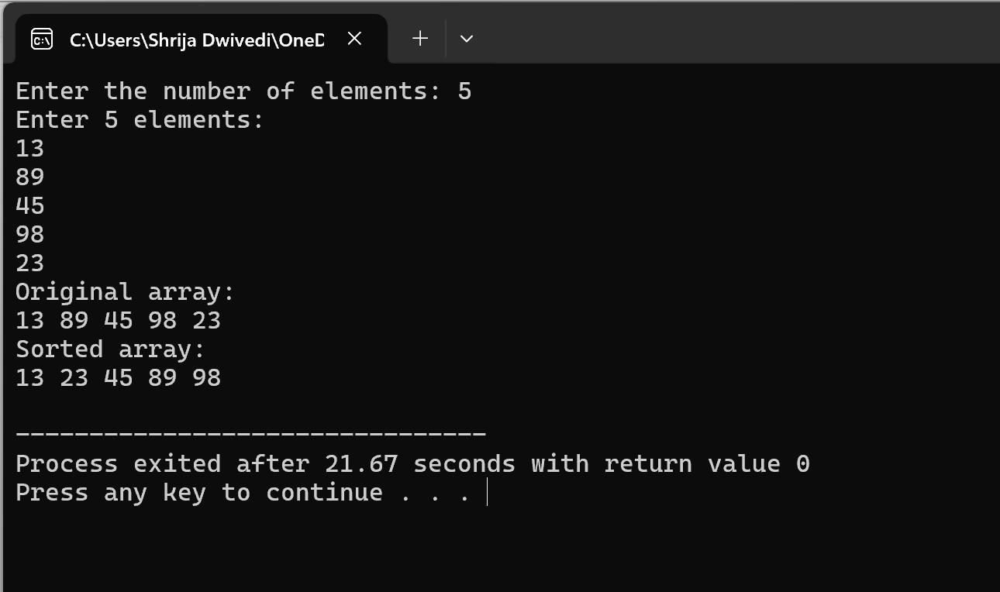 C:\Users\Shrija Dwivedi\OneD
Enter the number of elements: 5
Enter 5 elements:
13
89
45
98
23
Original array:
13 89 45 98 23
Sorted array:
13 23 45 89 98
--------------------------------
Process exited after 21.67 seconds with return value 0
Press any key to continue . . .